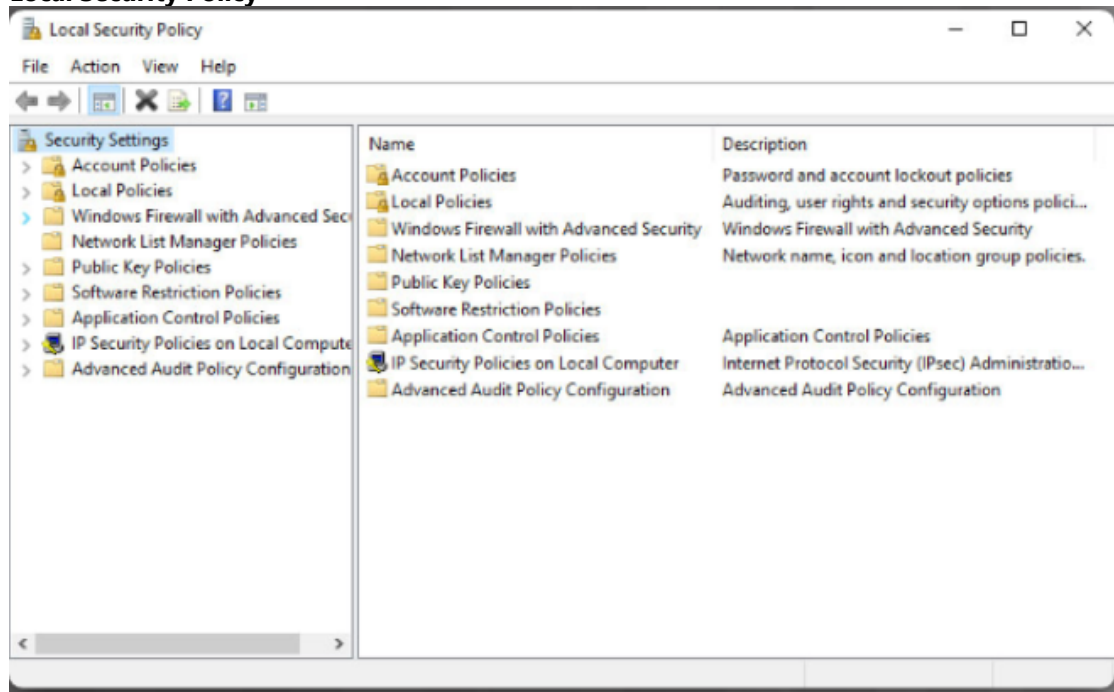 Local Security Policy
Local Security Policy
File Action View Help
Security Settings
Account Policies
Local Policies
Windows Firewall with Advanced Sec
Network List Manager Policies
Public Key Policies
Software Restriction Policies
Application Control Policies
IP Security Policies on Local Compute
Advanced Audit Policy Configuration
Name Description
Account Policies Password and account lockout policies
Local Policies Auditing, user rights and security options polici...
Windows Firewall with Advanced Security Windows Firewall with Advanced Security
Network List Manager Policies Network name, icon and location group policies.
Public Key Policies
Software Restriction Policies
Application Control Policies Application Control Policies
IP Security Policies on Local Computer Internet Protocol Security (IPsec) Administratio...
Advanced Audit Policy Configuration Advanced Audit Policy Configuration